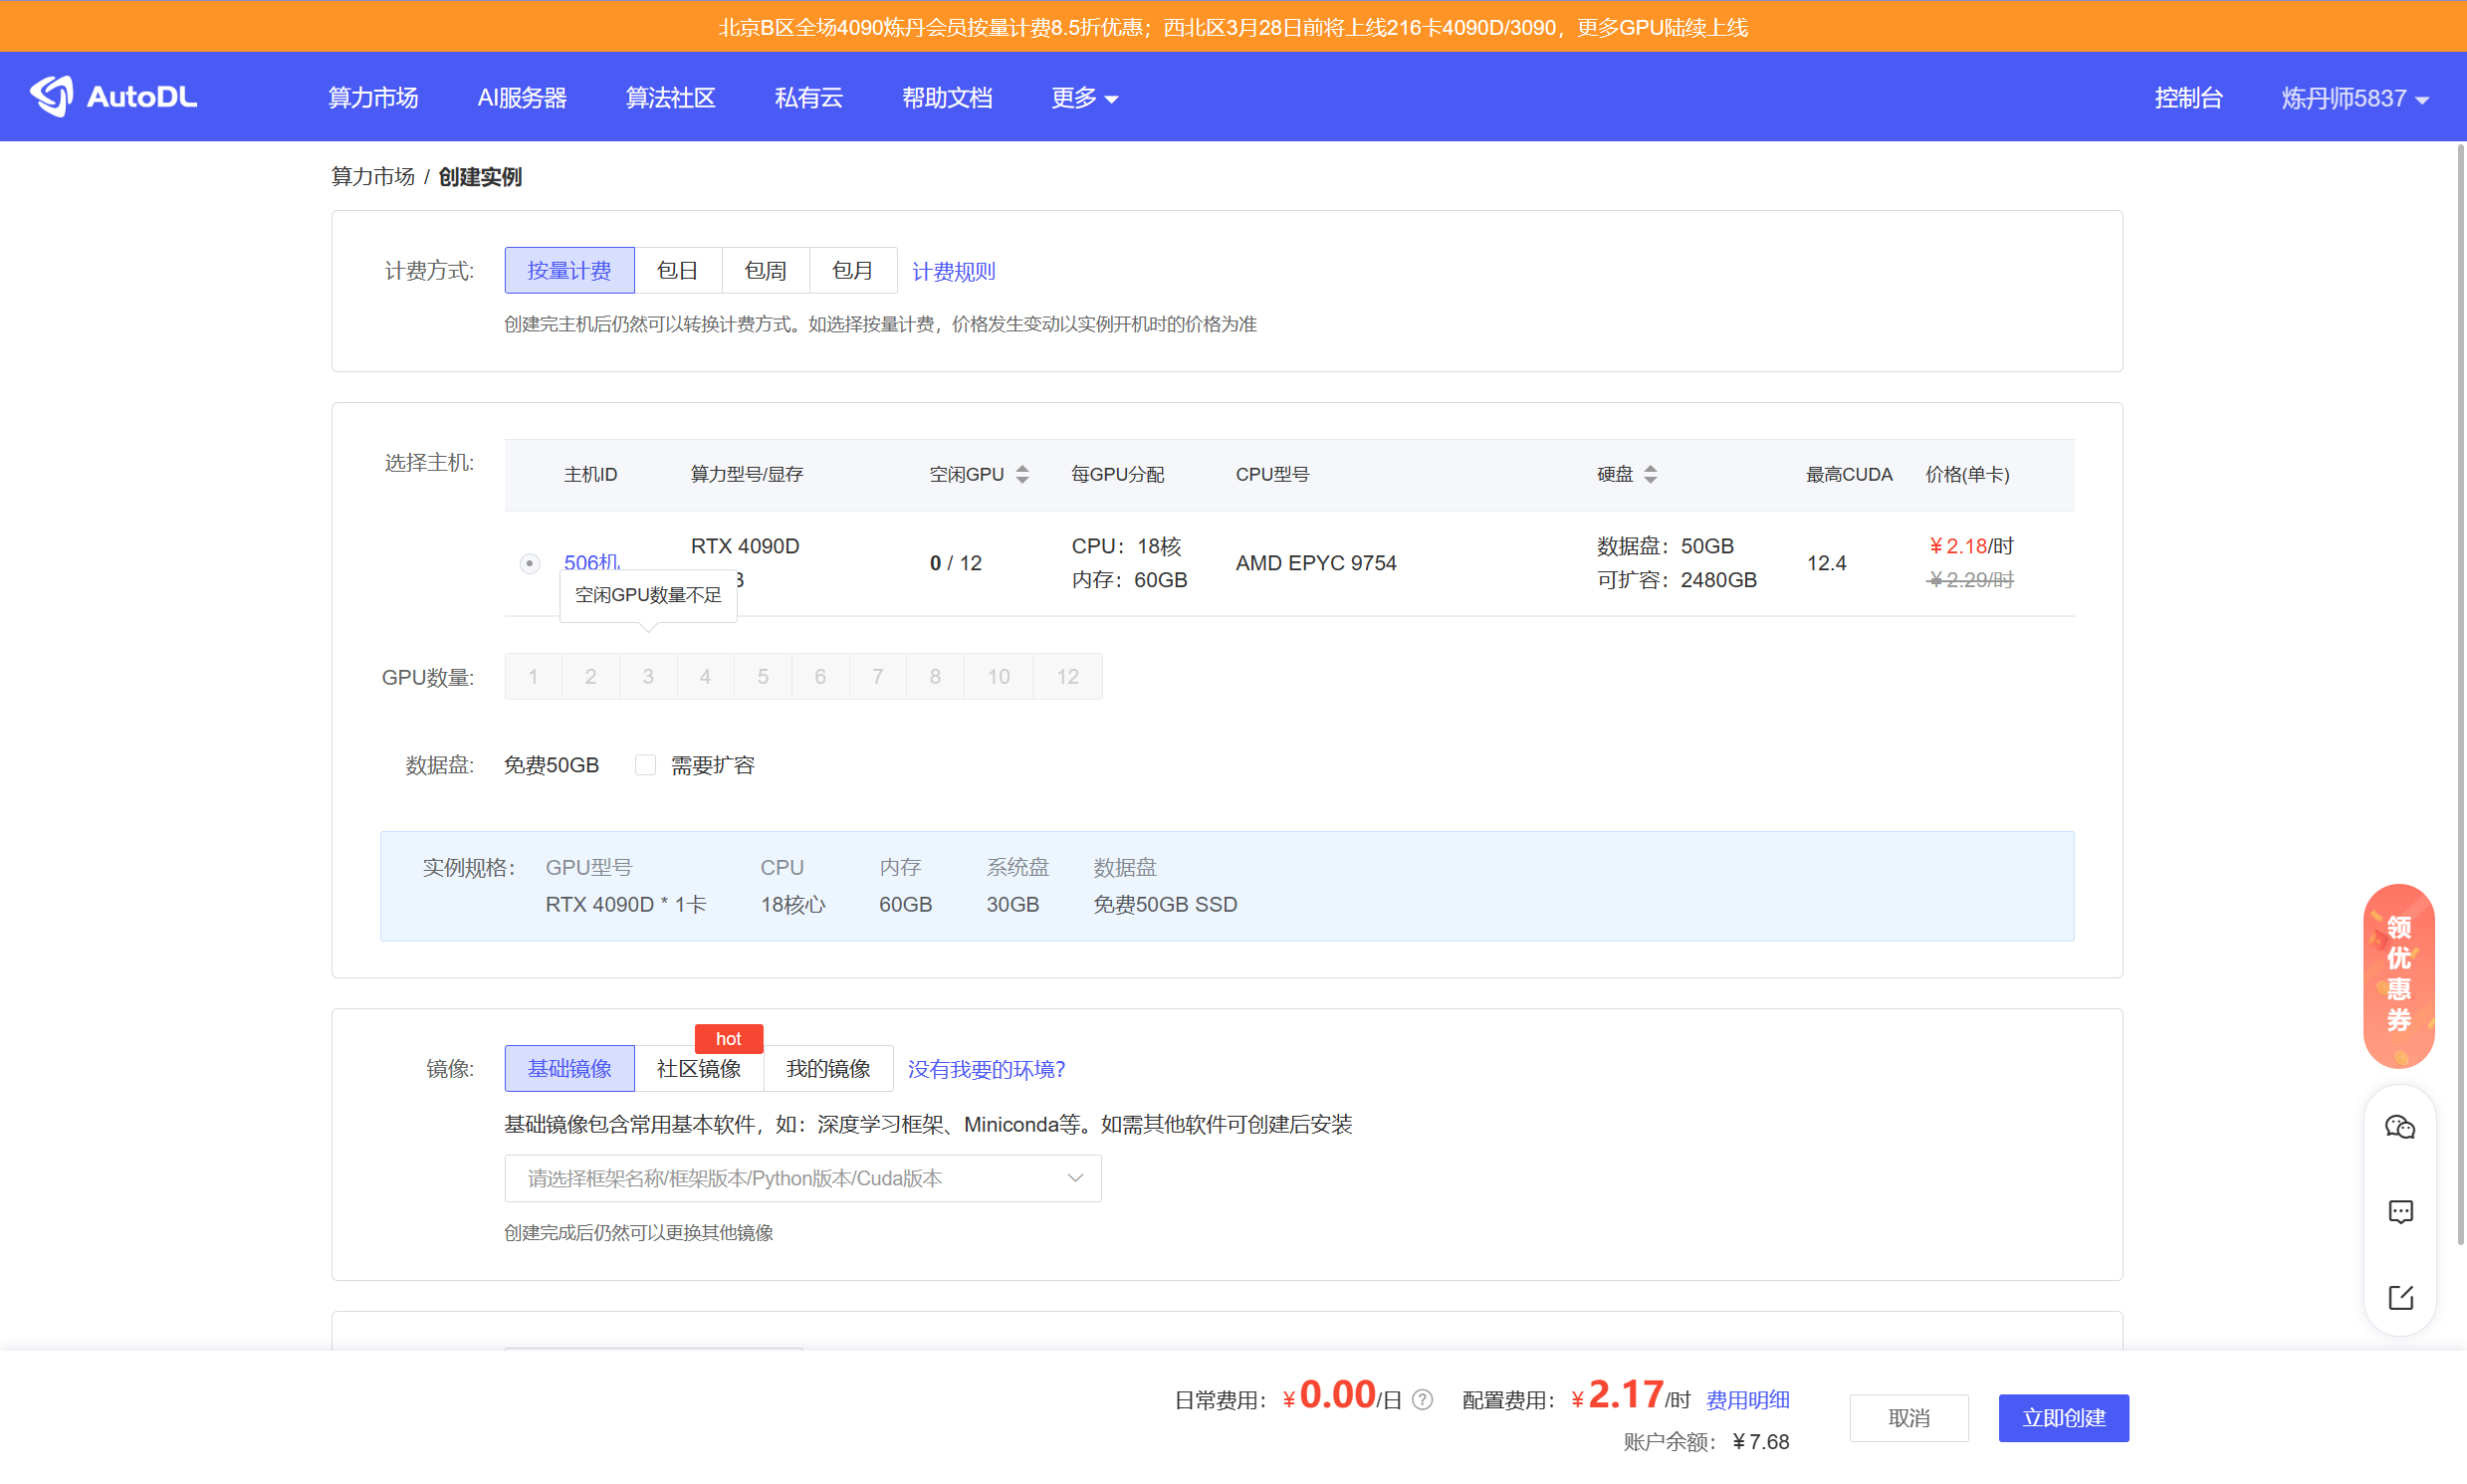 北京B区全场4090炼丹会员按量计费8.5折优惠；西北区3月28日前将上线216卡4090D/3090，更多GPU陆续上线
AutoDL 算力市场 AI服务器 算法社区 私有云 帮助文档 更多 控制台 炼丹师5837
算力市场 / 创建实例
计费方式: 按量计费 包日 包周 包月 计费规则
创建完主机后仍然可以转换计费方式。如选择按量计费，价格发生变动以实例开机时的价格为准
选择主机: 主机ID 算力型号/显存 空闲GPU 每GPU分配 CPU型号 硬盘 最高CUDA 价格(单卡)
RTX 4090D CPU：18核 数据盘：50GB ￥2.18/时
506机 0 / 12 AMD EPYC 9754 12.4
内存：60GB 可扩容：2480GB ￥2.29/时
空闲GPU数量不足
GPU数量: 1 2 3 4 5 6 7 8 10 12
数据盘: 免费50GB 需要扩容
实例规格： GPU型号 CPU 内存 系统盘 数据盘
RTX 4090D * 1卡 18核心 60GB 30GB 免费50GB SSD
hot
镜像: 基础镜像 社区镜像 我的镜像 没有我要的环境？
基础镜像包含常用基本软件，如：深度学习框架、Miniconda等。如需其他软件可创建后安装
请选择框架名称/框架版本/Python版本/Cuda版本
创建完成后仍然可以更换其他镜像
领
优
惠
券
日常费用：￥0.00/日 ? 配置费用：￥2.17/时 费用明细
账户余额：￥7.68
取消 立即创建